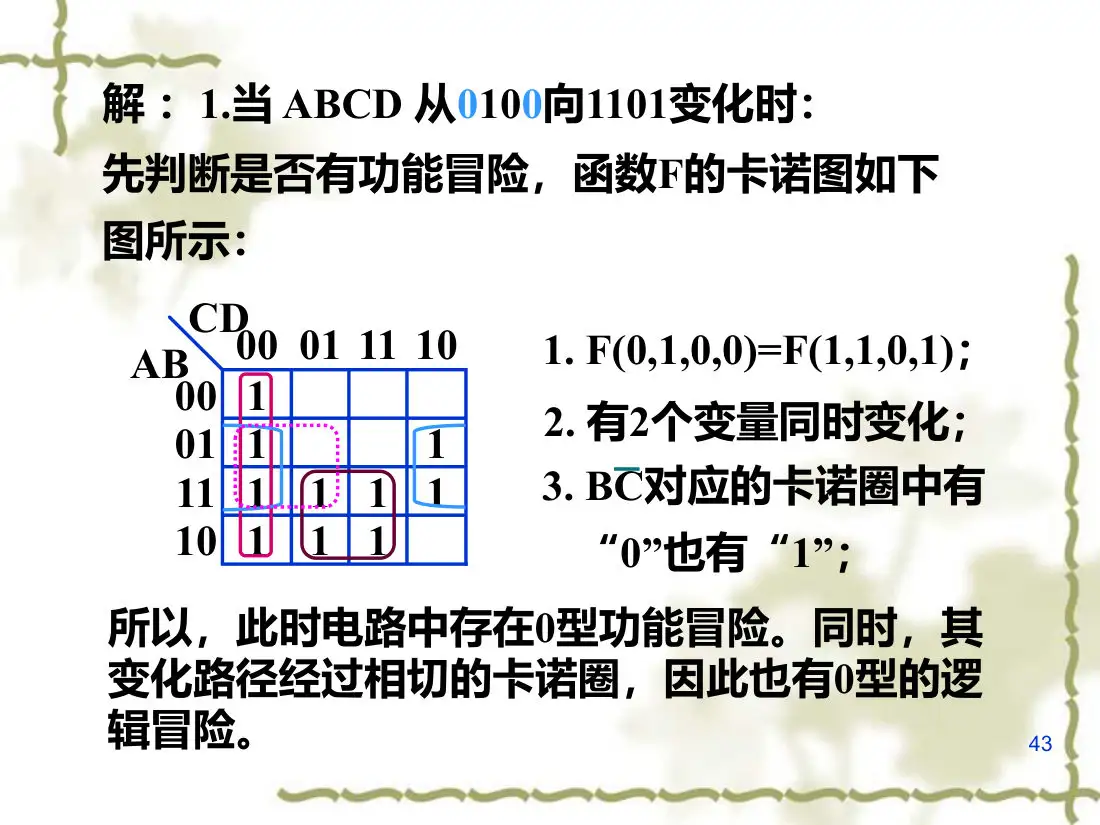 解 ：1.当 ABCD 从0100向1101变化时：
先判断是否有功能冒险，函数F的卡诺图如下
图所示：
CD
AB
00 01 11 10
00 1
01 1 1
11 1 1 1 1
10 1 1 1
1. F(0,1,0,0)=F(1,1,0,1)；
2. 有2个变量同时变化；
3. BC̅对应的卡诺圈中有
“0”也有“1”；
所以，此时电路中存在0型功能冒险。同时，其
变化路径经过相切的卡诺圈，因此也有0型的逻
辑冒险。
43